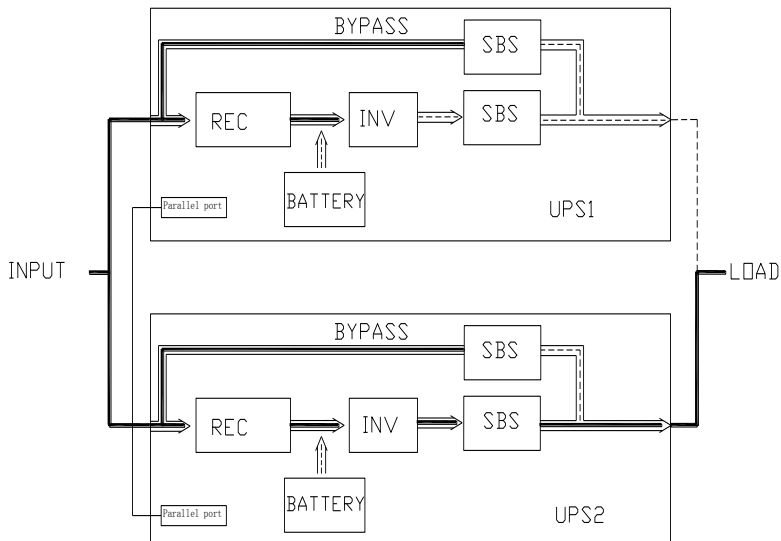 BYPASS
SBS
REC
INV
SBS
BATTERY
Parallel port
UPS1
INPUT
LOAD
BYPASS
SBS
REC
INV
SBS
BATTERY
Parallel port
UPS2